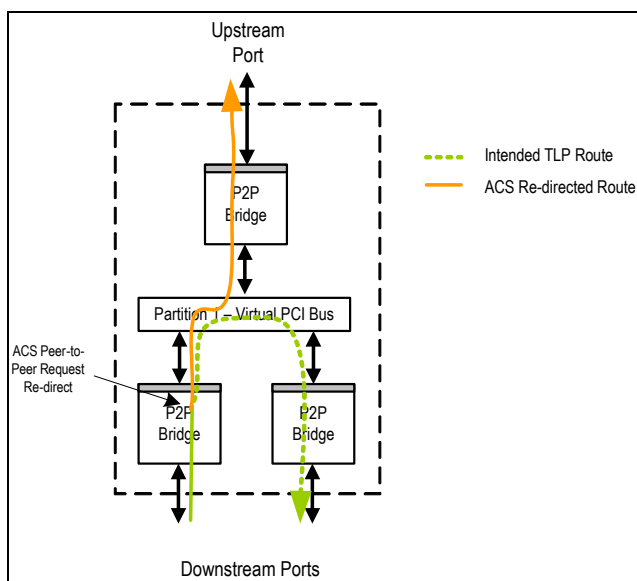 Upstream
Port
Intended TLP Route
ACS Re-directed Route
P2P
Bridge
Partition 1 – Virtual PCI Bus
ACS Peer-to-
Peer Request
Re-direct
P2P
Bridge
P2P
Bridge
Downstream Ports